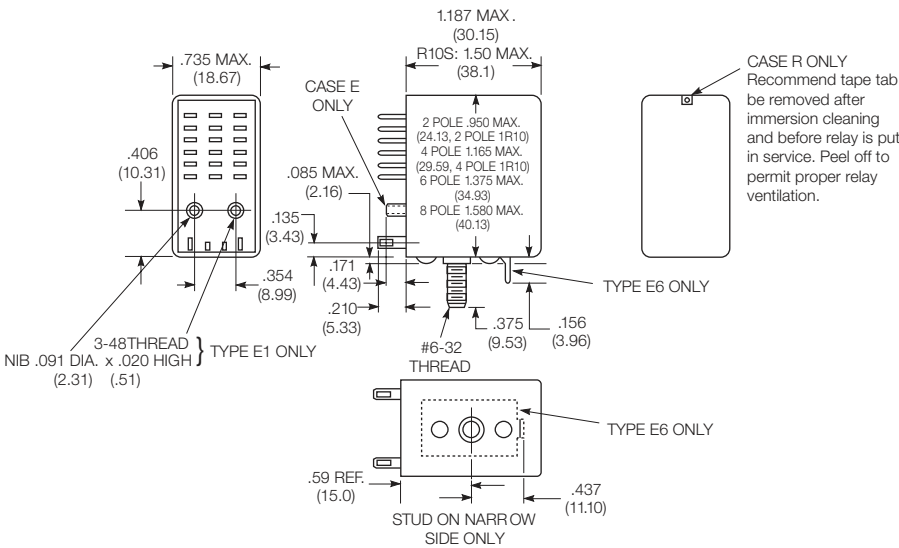 1.187 MAX.
(30.15)
R10S: 1.50 MAX.
(38.1)
.735 MAX.
(18.67)
CASE E
ONLY
CASE R ONLY
Recommend tape tab
be removed after
immersion cleaning
and before relay is put
in service. Peel off to
permit proper relay
ventilation.
2 POLE .950 MAX.
(24.13, 2 POLE 1R10)
4 POLE 1.165 MAX.
(29.59, 4 POLE 1R10)
6 POLE 1.375 MAX.
(34.93)
8 POLE 1.580 MAX.
(40.13)
.406
(10.31)
.085 MAX.
(2.16)
.135
(3.43)
.171
(4.43)
.210
(5.33)
.354
(8.99)
TYPE E6 ONLY
.375
(9.53)
.156
(3.96)
#6-32
THREAD
3-48THREAD
NIB .091 DIA. x .020 HIGH } TYPE E1 ONLY
(2.31) (.51)
TYPE E6 ONLY
.59 REF.
(15.0)
.437
(11.10)
STUD ON NARROW
SIDE ONLY